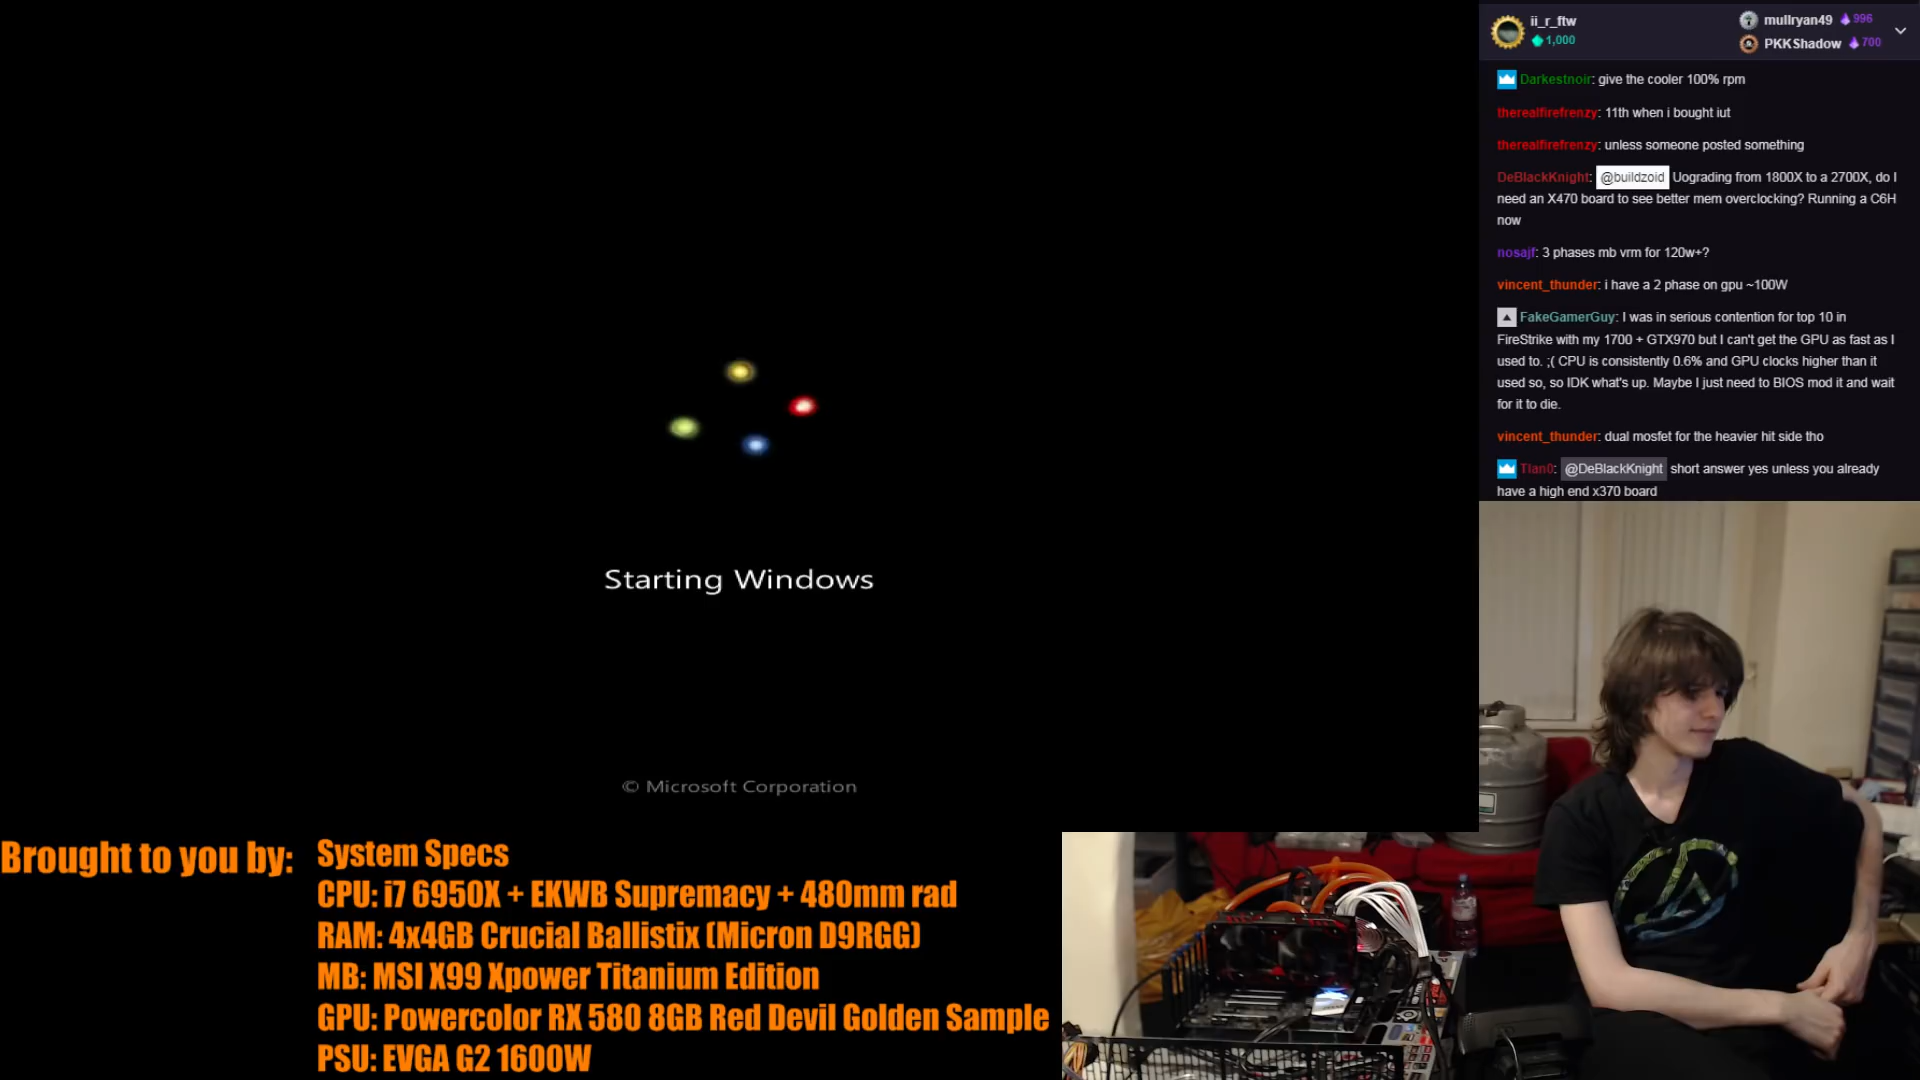 Starting Windows
© Microsoft Corporation
Brought to you by:
System Specs
CPU: i7 6950X + EKWB Supremacy + 480mm rad
RAM: 4x4GB Crucial Ballistix (Micron D9RGG)
MB: MSI X99 Xpower Titanium Edition
GPU: Powercolor RX 580 8GB Red Devil Golden Sample
PSU: EVGA G2 1600W
ii_r_ftw
1,000
mullryan49 996
PKKShadow 700
Darkestnoir: give the cooler 100% rpm
therealfirefrenzy: 11th when i bought iut
therealfirefrenzy: unless someone posted something
DeBlackKnight: @buildzoid Uograding from 1800X to a 2700X, do I
need an X470 board to see better mem overclocking? Running a C6H
now
nosajf: 3 phases mb vrm for 120w+?
vincent_thunder: i have a 2 phase on gpu ~100W
FakeGamerGuy: I was in serious contention for top 10 in
FireStrike with my 1700 + GTX970 but I can't get the GPU as fast as I
used to. ;( CPU is consistently 0.6% and GPU clocks higher than it
used so, so IDK what's up. Maybe I just need to BIOS mod it and wait
for it to die.
vincent_thunder: dual mosfet for the heavier hit side tho
Tlan0: @DeBlackKnight short answer yes unless you already
have a high end x370 board